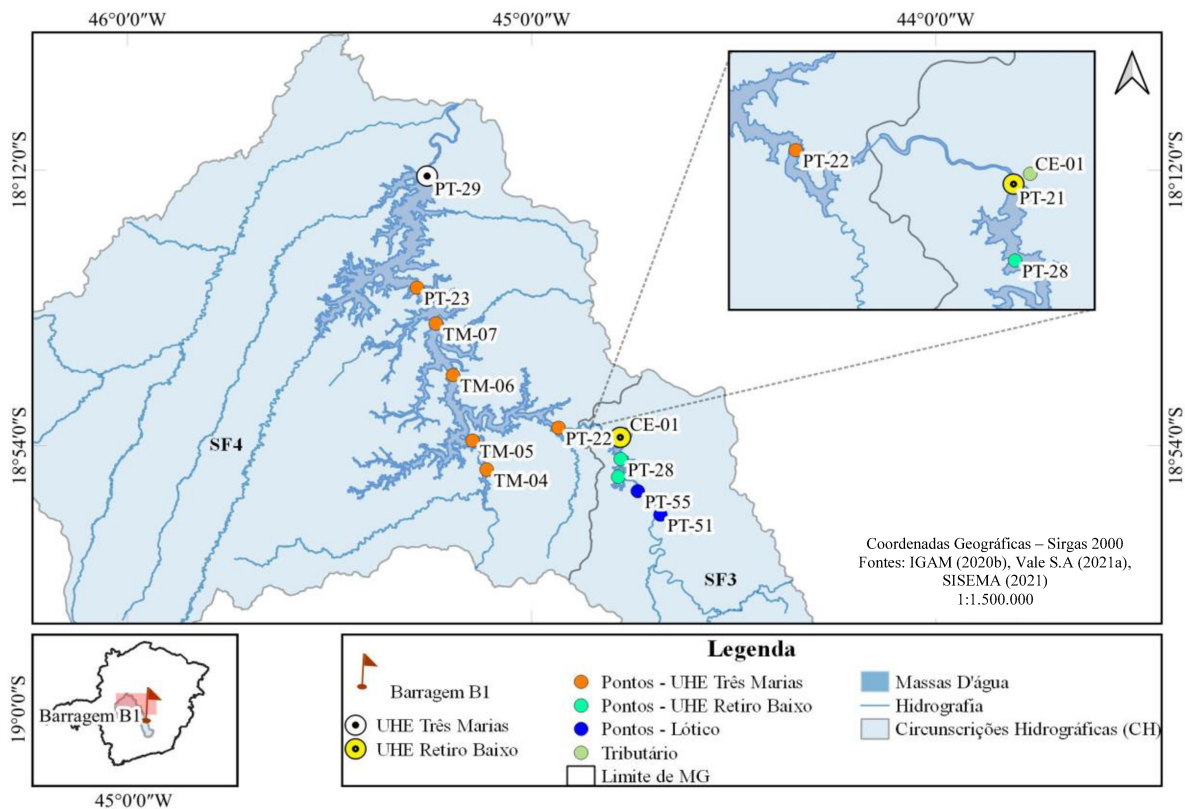 46°0'0"W
45°0'0"W
44°0'0"W
18°12'0"S
18°12'0"S
PT-29
PT-22
CE-01
PT-21
PT-28
PT-23
TM-07
TM-06
SF4
PT-22
CE-01
TM-05
TM-04
PT-28
PT-55
PT-51
18°54'0"S
18°54'0"S
SF3
Coordenadas Geográficas – Sirgas 2000
Fontes: IGAM (2020b), Vale S.A (2021a),
SISEMA (2021)
1:1.500.000
19°0'0"S
Barragem B1
45°0'0"W
Legenda
Barragem B1
UHE Três Marias
UHE Retiro Baixo
Pontos - UHE Três Marias
Pontos - UHE Retiro Baixo
Pontos - Lótico
Tributário
Limite de MG
Massas D'água
Hidrografia
Circunscrições Hidrográficas (CH)